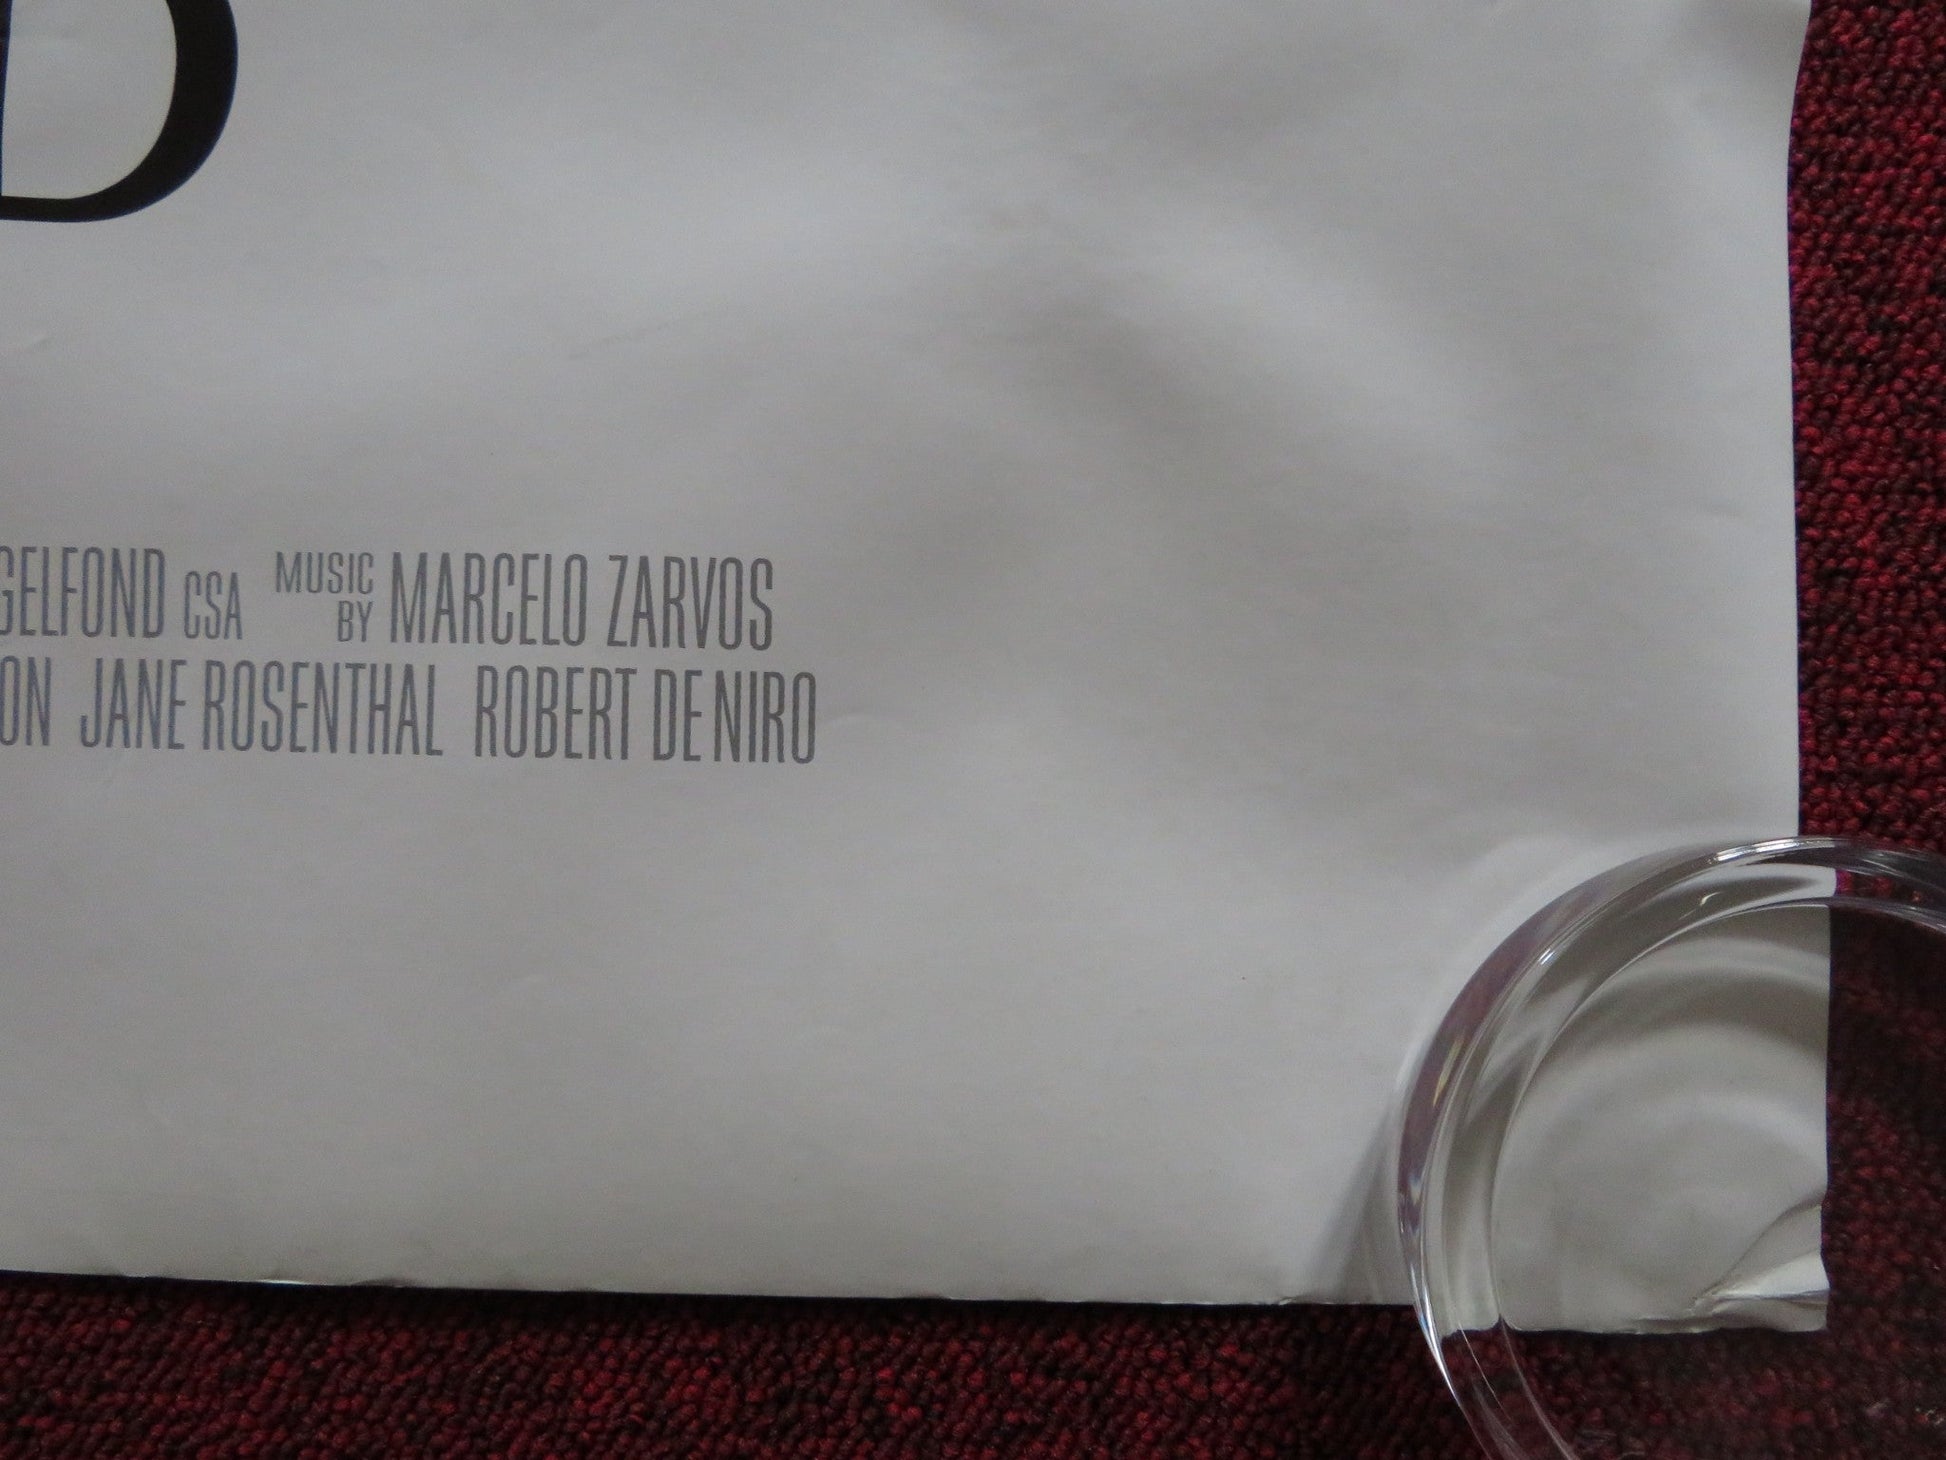 D
GELFOND CSA MUSIC BY MARCELO ZARVOS
ON JANE ROSENTHAL ROBERT DE NIRO